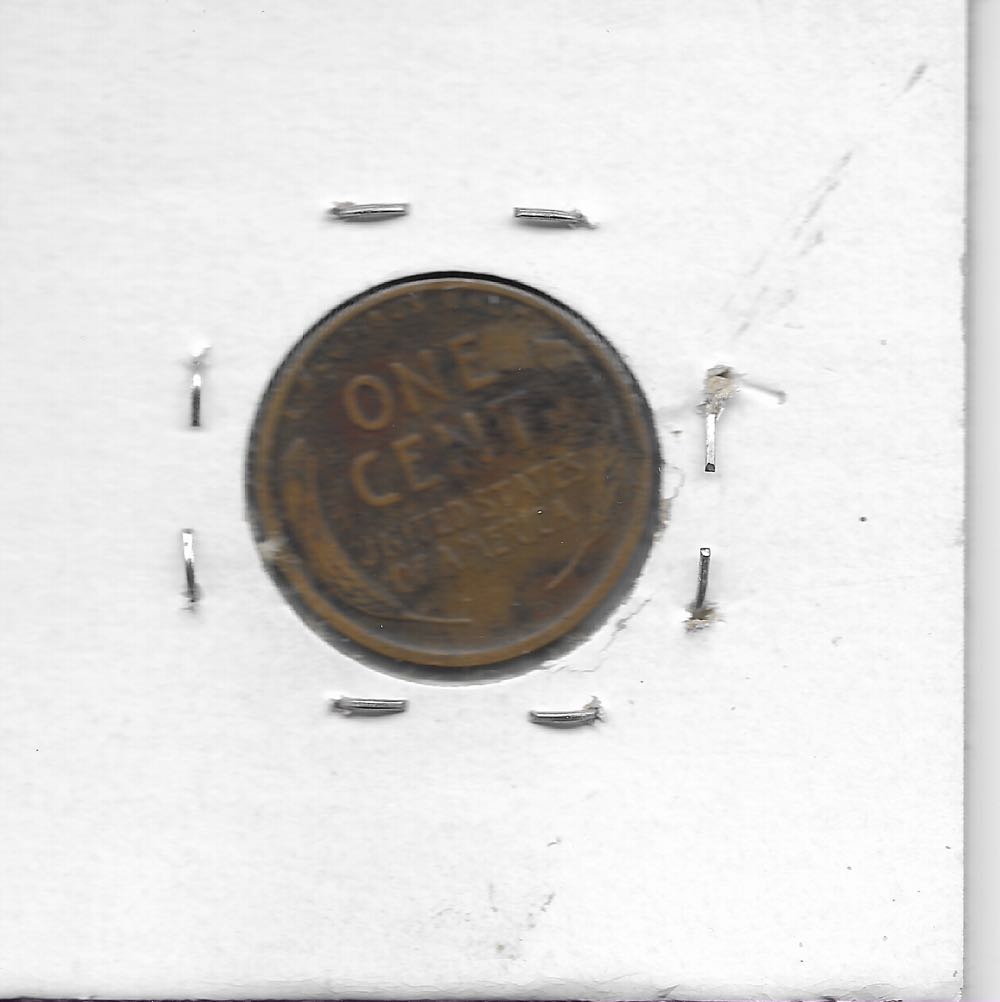 ONE
CENT
UNITED STATES
OF AMERICA